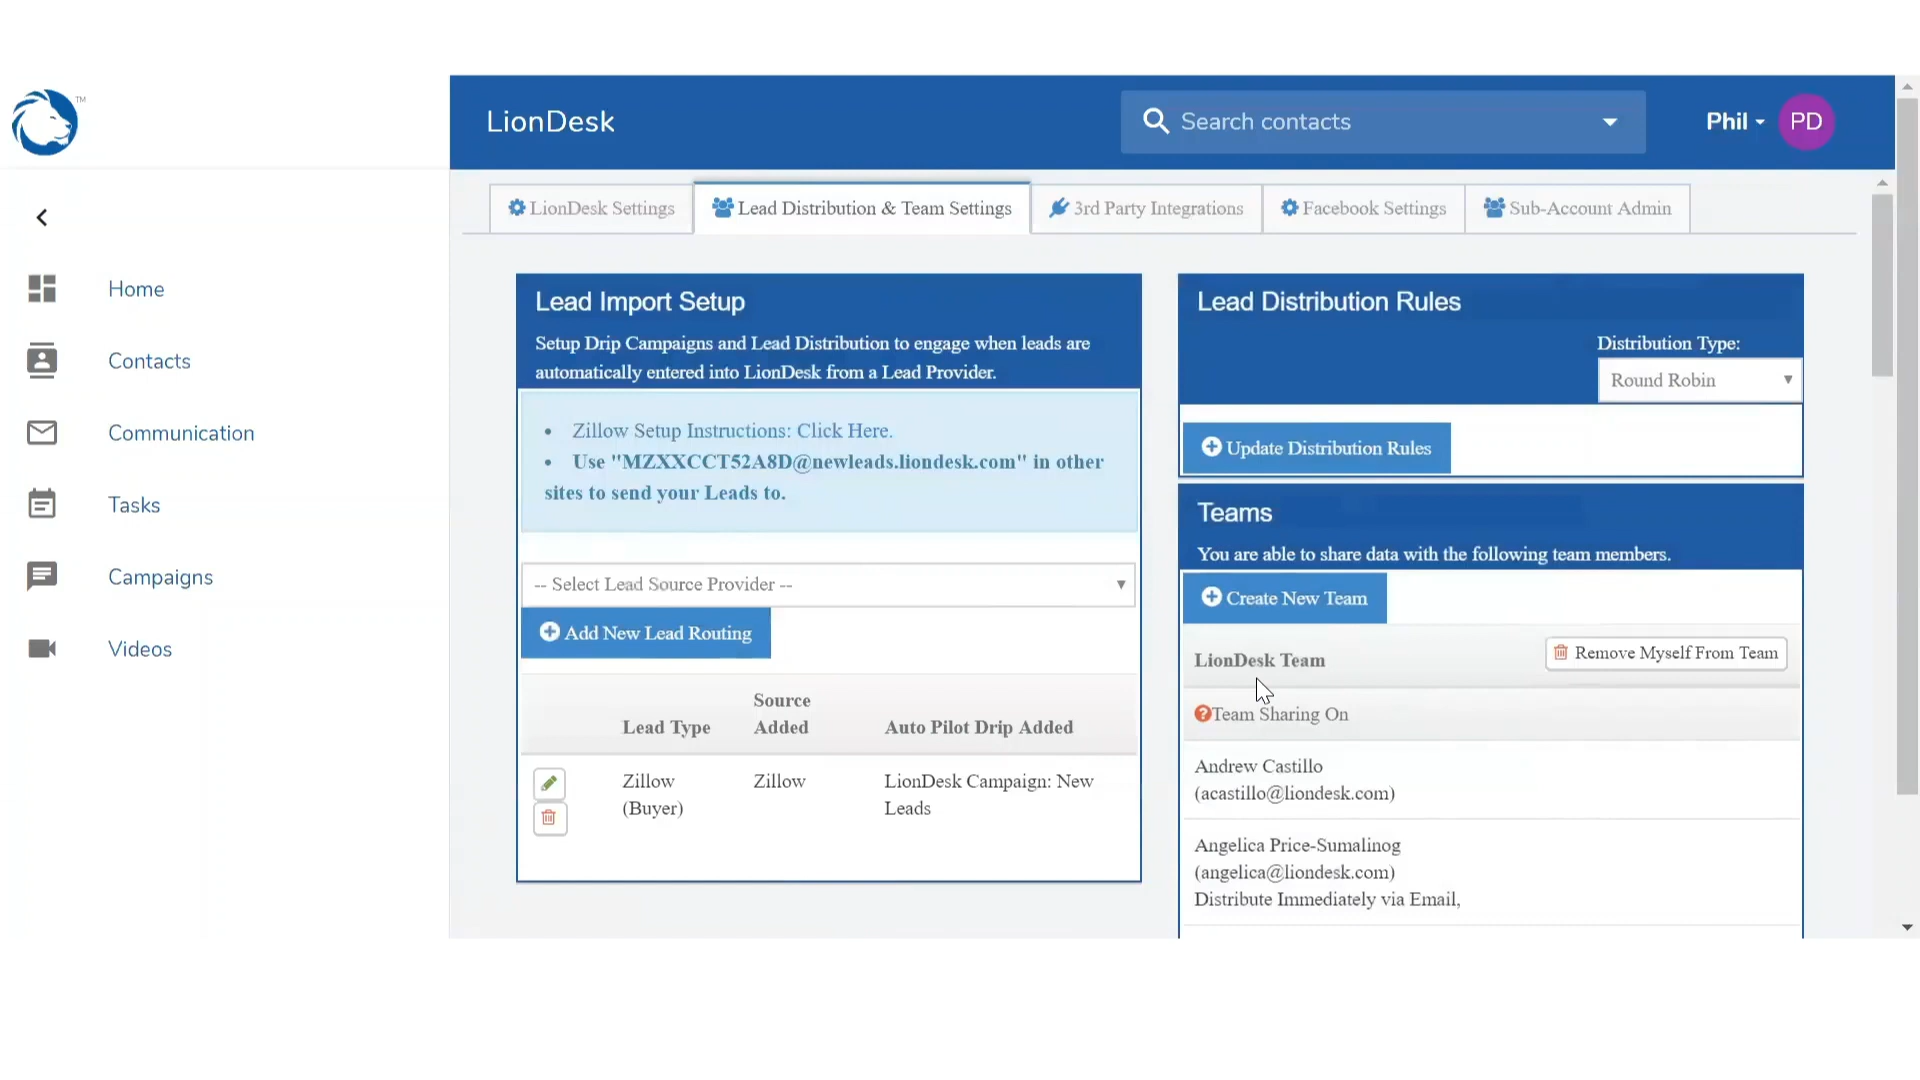 TM
LionDesk
Search contacts
Phil
PD
Home
Contacts
Communication
Tasks
Campaigns
Videos
LionDesk Settings
Lead Distribution & Team Settings
3rd Party Integrations
Facebook Settings
Sub-Account Admin
Lead Import Setup
Setup Drip Campaigns and Lead Distribution to engage when leads are
automatically entered into LionDesk from a Lead Provider.
• Zillow Setup Instructions: Click Here.
• Use "MZXXCCT52A8D@newleads.liondesk.com" in other
sites to send your Leads to.
-- Select Lead Source Provider --
Add New Lead Routing
Lead Type
Source
Added
Auto Pilot Drip Added
Zillow
(Buyer)
Zillow
LionDesk Campaign: New
Leads
Lead Distribution Rules
Distribution Type:
Round Robin
Update Distribution Rules
Teams
You are able to share data with the following team members.
Create New Team
LionDesk Team
Remove Myself From Team
Team Sharing On
Andrew Castillo
(acastillo@liondesk.com)
Angelica Price-Sumalinog
(angelica@liondesk.com)
Distribute Immediately via Email,